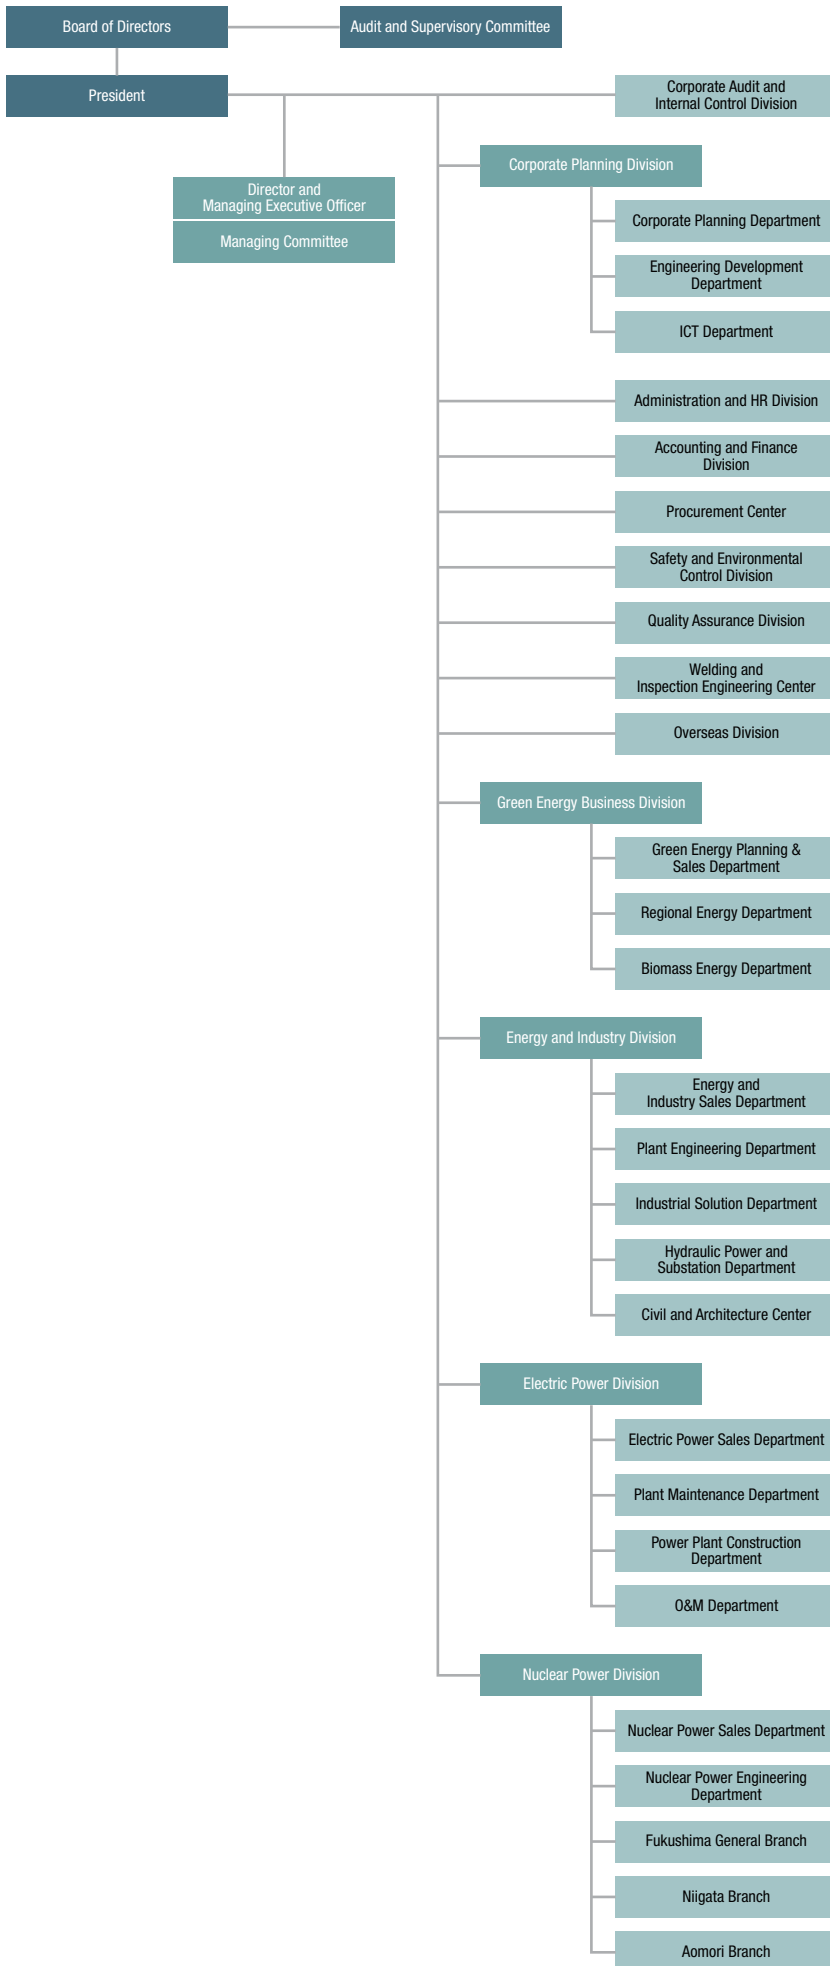 Board of Directors
Audit and Supervisory Committee
President
Corporate Audit and
Internal Control Division
Corporate Planning Division
Director and
Managing Executive Officer
Managing Committee
Corporate Planning Department
Engineering Development
Department
ICT Department
Administration and HR Division
Accounting and Finance
Division
Procurement Center
Safety and Environmental
Control Division
Quality Assurance Division
Welding and
Inspection Engineering Center
Overseas Division
Green Energy Business Division
Green Energy Planning &
Sales Department
Regional Energy Department
Biomass Energy Department
Energy and Industry Division
Energy and
Industry Sales Department
Plant Engineering Department
Industrial Solution Department
Hydraulic Power and
Substation Department
Civil and Architecture Center
Electric Power Division
Electric Power Sales Department
Plant Maintenance Department
Power Plant Construction
Department
O&M Department
Nuclear Power Division
Nuclear Power Sales Department
Nuclear Power Engineering
Department
Fukushima General Branch
Niigata Branch
Aomori Branch